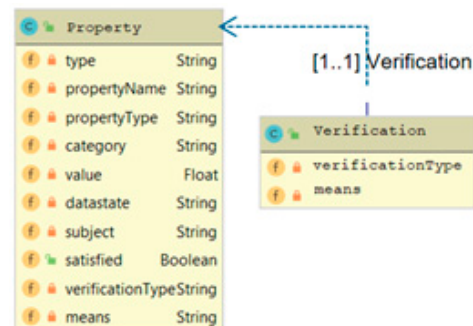 Property
type String
propertyName String
propertyType String
category String
value Float
datastate String
subject String
satisfied Boolean
verificationType String
means String
[1..1] Verification
Verification
verificationType
means